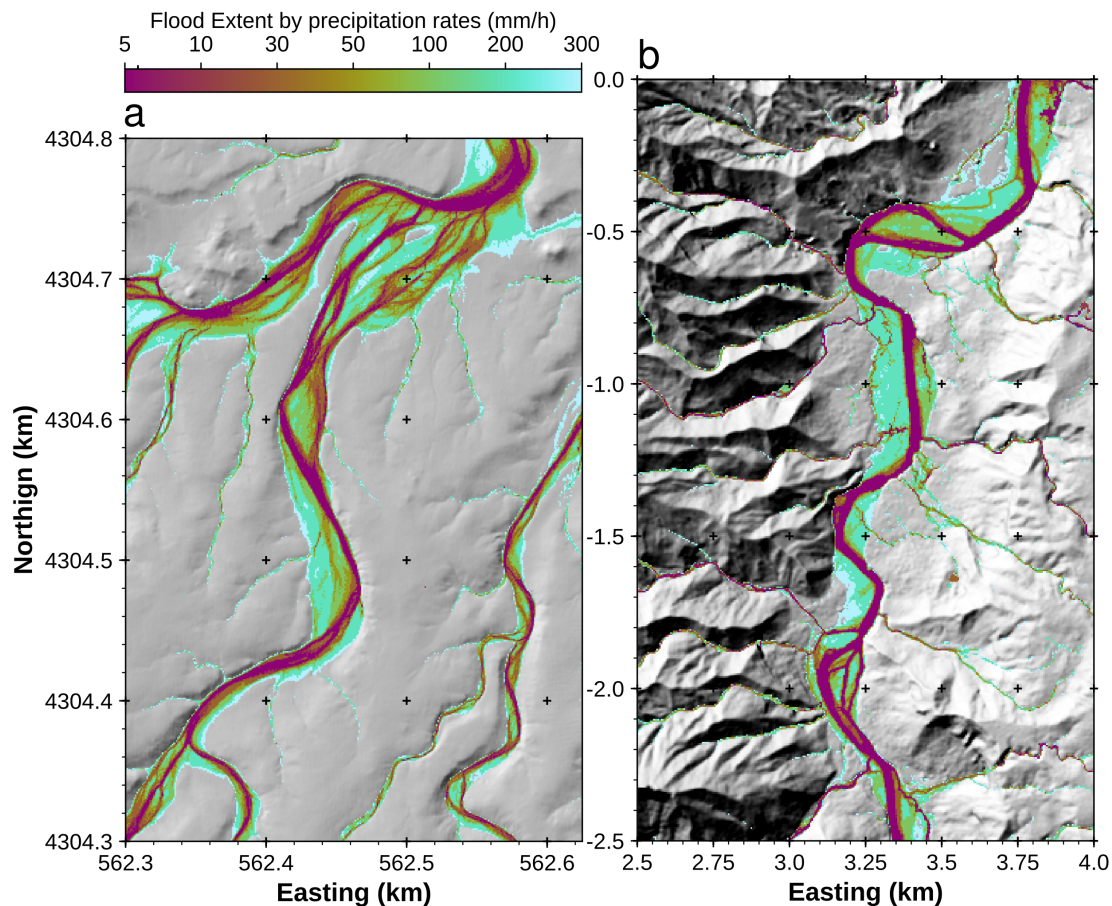 Flood Extent by precipitation rates (mm/h)
5 10 30 50 100 200 300
a
b
4304.8
4304.7
4304.6
4304.5
4304.4
4304.3
Northign (km)
562.3 562.4 562.5 562.6
Easting (km)
0.0
-0.5
-1.0
-1.5
-2.0
-2.5
2.5 2.75 3.0 3.25 3.5 3.75 4.0
Easting (km)